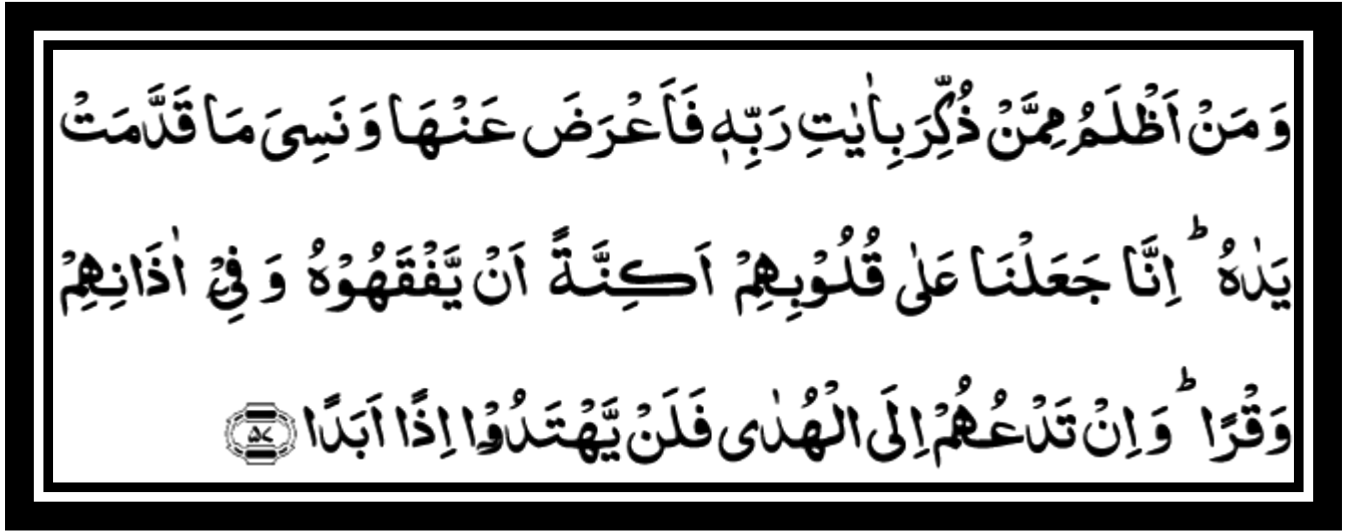 وَ مَنْ اَظْلَمُ مِمَّنْ ذُكِّرَ بِاٰيٰتِ رَبِّهٖ فَاَعْرَضَ عَنْهَا وَ نَسِیَ مَا قَدَّمَتْ
يَدٰهُ ؕ اِنَّا جَعَلْنَا عَلٰى قُلُوْبِهِمْ اَكِنَّةً اَنْ يَّفْقَهُوْهُ وَ فِیْۤ اٰذَانِهِمْ
وَقْرًا ؕ وَ اِنْ تَدْعُهُمْ اِلَى الْهُدٰى فَلَنْ يَّهْتَدُوْۤا اِذًا اَبَدًا ۵۷